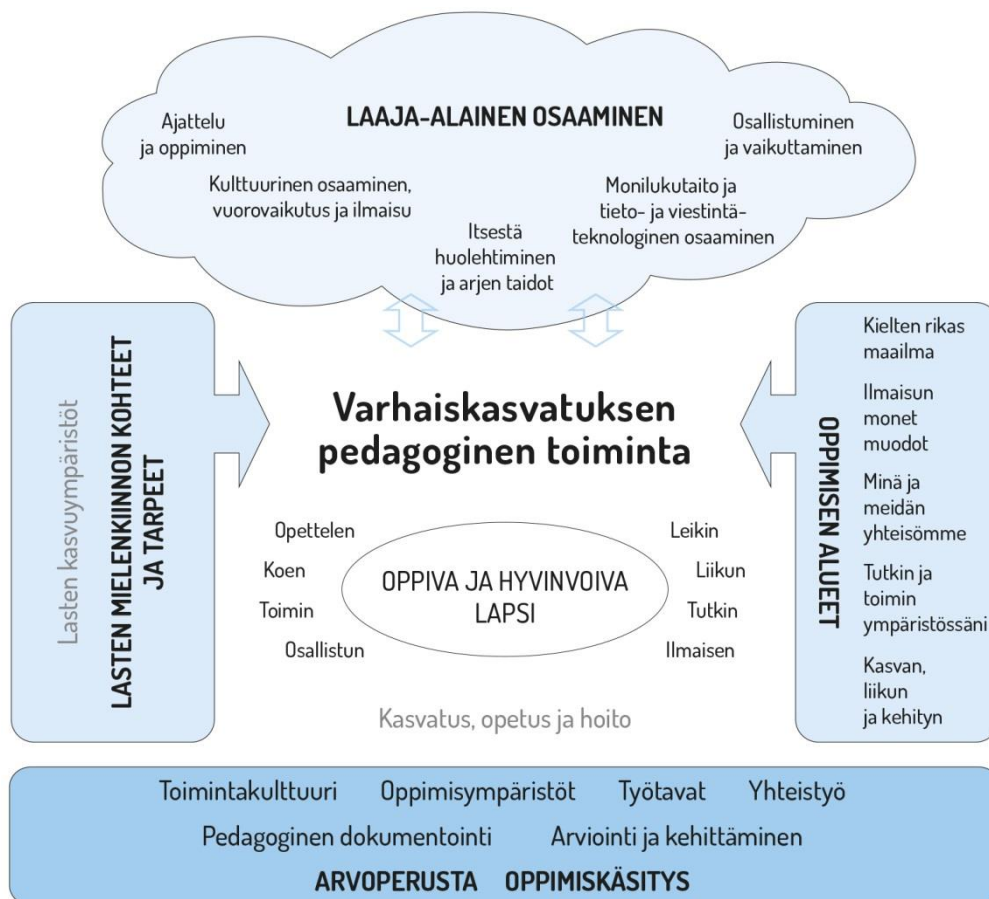 LAAJA-ALAINEN OSAAMINEN
Ajattelu
ja oppiminen
Kulttuurinen osaaminen,
vuorovaikutus ja ilmaisu
Itsestä
huolehtiminen
ja arjen taidot
Monilukutaito ja
tieto- ja viestintä-
teknologinen osaaminen
Osallistuminen
ja vaikuttaminen
Lasten kasvuympäristöt
LASTEN MIELENKIINNON KOHTEET
JA TARPEET
Varhaiskasvatuksen
pedagoginen toiminta
Opettelen
Koen
Toimin
Osallistun
OPPIVA JA HYVINVOIVA
LAPSI
Leikin
Liikun
Tutkin
Ilmaisen
Kasvatus, opetus ja hoito
OPPIMISEN ALUEET
Kielten rikas
maailma
Ilmaisun
monet
muodot
Minä ja
meidän
yhteisömme
Tutkin ja
toimin
ympäristössäni
Kasvan,
liikun
ja kehityn
Toimintakulttuuri Oppimisympäristöt Työtavat Yhteistyö
Pedagoginen dokumentointi Arviointi ja kehittäminen
ARVOPERUSTA OPPIMISKÄSITYS